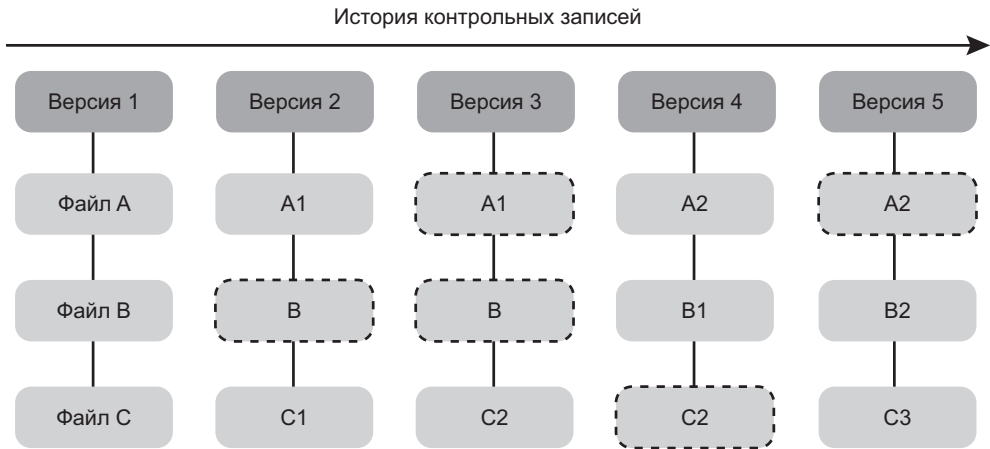 История контрольных записей
Версия 1
Версия 2
Версия 3
Версия 4
Версия 5
Файл A
A1
A1
A2
A2
Файл B
B
B
B1
B2
Файл C
C1
C2
C2
C3